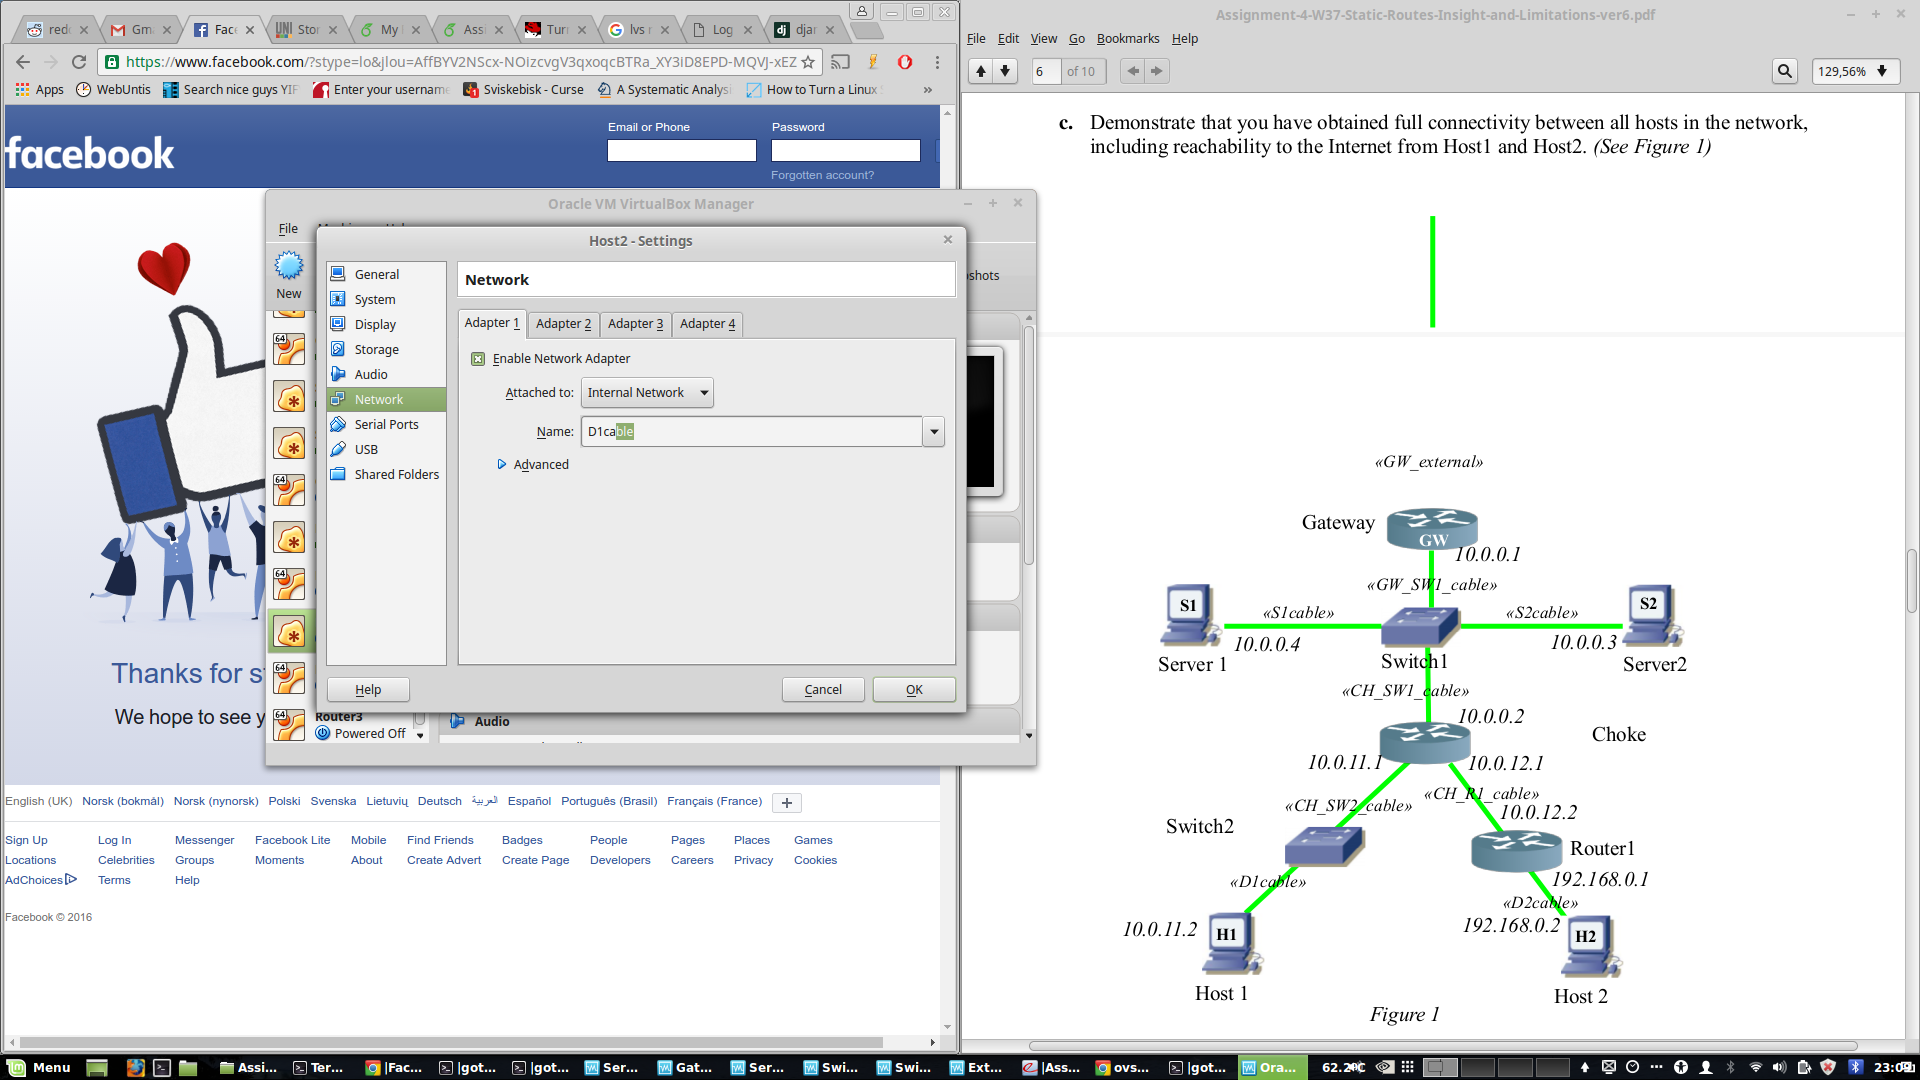 redd
Gma
Face
Stor
My l
Assi
Turr
lvs r
Log
djar
https://www.facebook.com/?stype=lo&jlou=AffBYV2NScx-NOizcvgV3qxoqcBTRa_XY3iD8EPD-MQVJ-xEZ
Apps
WebUntis
Search nice guys YIF
Enter your username
Sviskebisk - Curse
A Systematic Analysi
How to Turn a Linux
»
facebook
Email or Phone
Password
Forgotten account?
Thanks for s
We hope to see y
English (UK) Norsk (bokmål) Norsk (nynorsk) Polski Svenska Lietuvių Deutsch العربية Español Português (Brasil) Français (France) +
Sign Up Log In Messenger Facebook Lite Mobile Find Friends Badges People Pages Places Games
Locations Celebrities Groups Moments About Create Advert Create Page Developers Careers Privacy Cookies
AdChoices Terms Help
Facebook © 2016
Oracle VM VirtualBox Manager
File
New
shots
Router3
Powered Off
Audio
Host2 - Settings
General
System
Display
Storage
Audio
Network
Serial Ports
USB
Shared Folders
Network
Adapter 1 Adapter 2 Adapter 3 Adapter 4
Enable Network Adapter
Attached to: Internal Network
Name: D1cable
Advanced
Help Cancel OK
Assignment-4-W37-Static-Routes-Insight-and-Limitations-ver6.pdf
File Edit View Go Bookmarks Help
6 of 10
129,56%
c. Demonstrate that you have obtained full connectivity between all hosts in the network,
including reachability to the Internet from Host1 and Host2. (See Figure 1)
«GW_external»
Gateway
GW
10.0.0.1
«GW_SW1_cable»
S1
«S1cable»
«S2cable»
S2
10.0.0.4
10.0.0.3
Server 1
Switch1
Server2
«CH_SW1_cable»
10.0.0.2
Choke
10.0.11.1
10.0.12.1
«CH_SW2_cable»
«CH_R1_cable»
10.0.12.2
Switch2
Router1
«D1cable»
192.168.0.1
«D2cable»
10.0.11.2
H1
192.168.0.2
H2
Host 1
Host 2
Figure 1
Menu
Assi...
Ter...
|Fac...
|got...
|got...
Ser...
Gat...
Ser...
Swi...
Swi...
Ext...
|Ass...
ovs...
|got...
Ora...